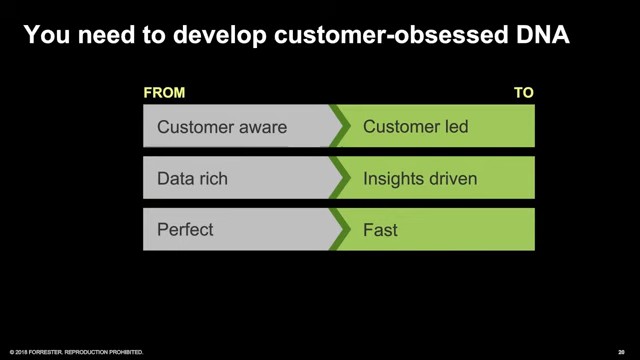 You need to develop customer-obsessed DNA
FROM TO
Customer aware Customer led
Data rich Insights driven
Perfect Fast
© 2018 FORRESTER. REPRODUCTION PROHIBITED. 20